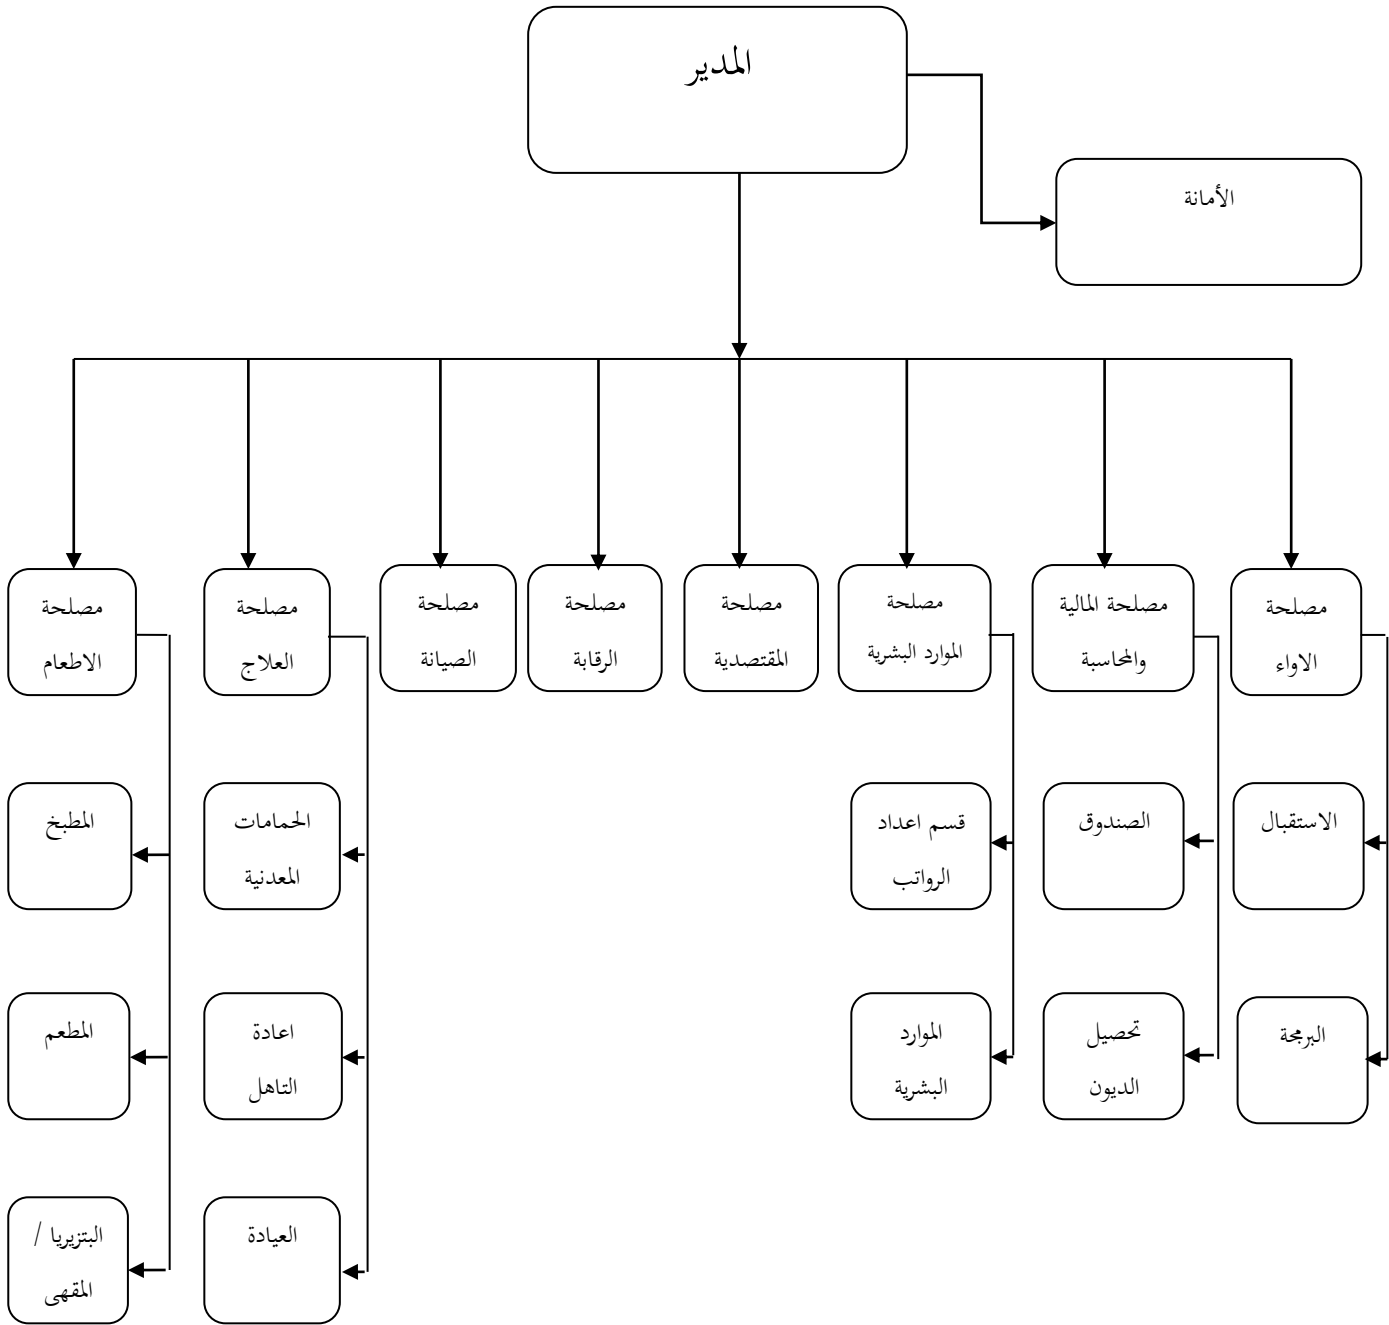 المدير
الأمانة
مصلحة
الاواء
مصلحة المالية
والمحاسبة
مصلحة
الموارد البشرية
مصلحة
المقتصدية
مصلحة
الرقابة
مصلحة
الصيانة
مصلحة
العلاج
مصلحة
الاطعام
الاستقبال
الصندوق
قسم اعداد
الرواتب
الحمامات
المعدنية
المطبخ
البرمجة
تحصيل
الديون
الموارد
البشرية
اعادة
التاهل
المطعم
العيادة
البتزيريا /
المقهى